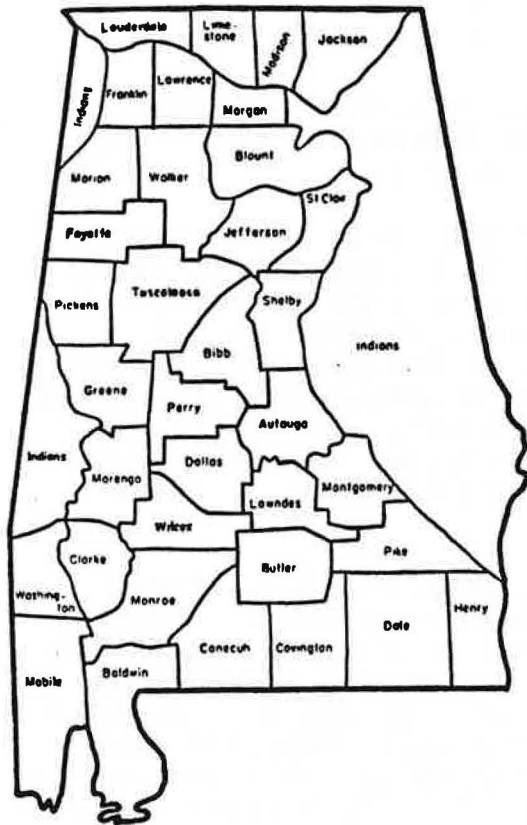 Lauderdale
Lime-
stone
Madison
Jackson
Indians
Franklin
Lawrence
Morgan
Marion
Walker
Blount
St Clair
Fayette
Jefferson
Pickens
Tuscaloosa
Shelby
Bibb
Indians
Greene
Perry
Autauga
Indians
Marengo
Dallas
Lowndes
Montgomery
Wilcox
Clarke
Butler
Pike
Washing-
ton
Monroe
Henry
Dale
Conecuh
Covington
Mobile
Baldwin